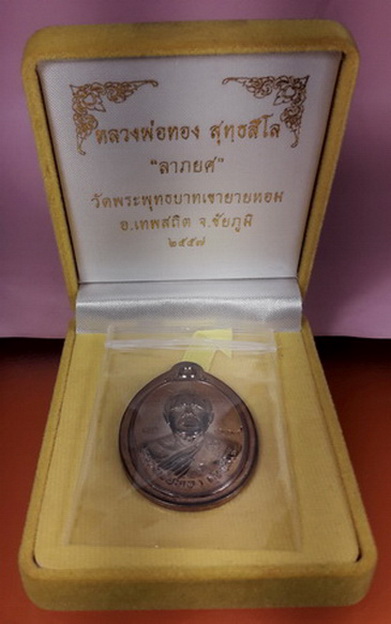 หลวงพ่อทอง สุทธสีโล
"ลาภยศ"
วัดพระพุทธบาทเขายายหอม
อ.เทพสถิต จ.ชัยภูมิ
๒๕๕๗